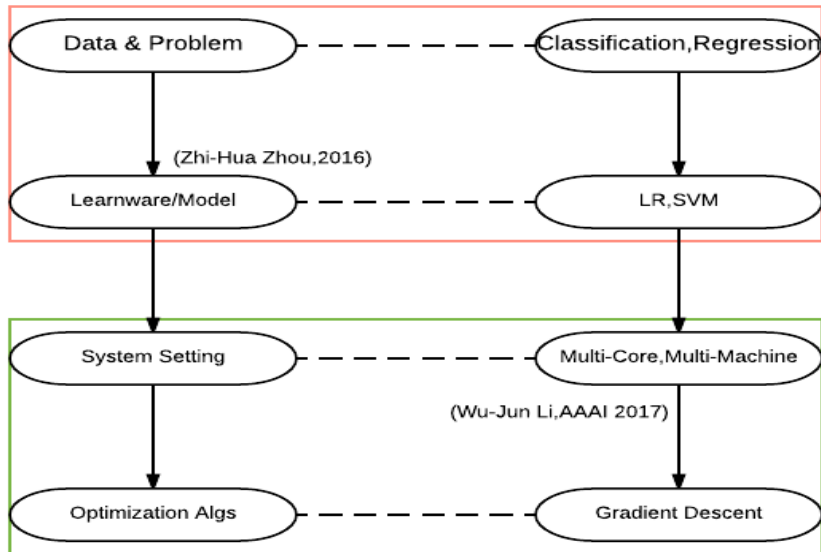 Data & Problem
Classification,Regression
(Zhi-Hua Zhou,2016)
Learnware/Model
LR,SVM
System Setting
Multi-Core,Multi-Machine
(Wu-Jun Li,AAAI 2017)
Optimization Algs
Gradient Descent